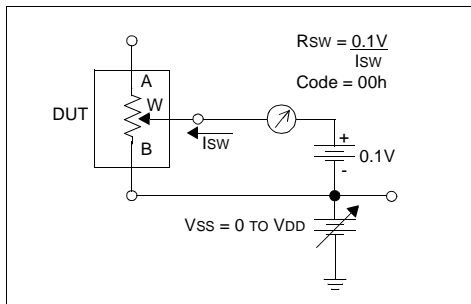 RSW = 0.1V
ISW
Code = 00h
A
DUT
W
B
ISW
+
0.1V
-
VSS = 0 TO VDD